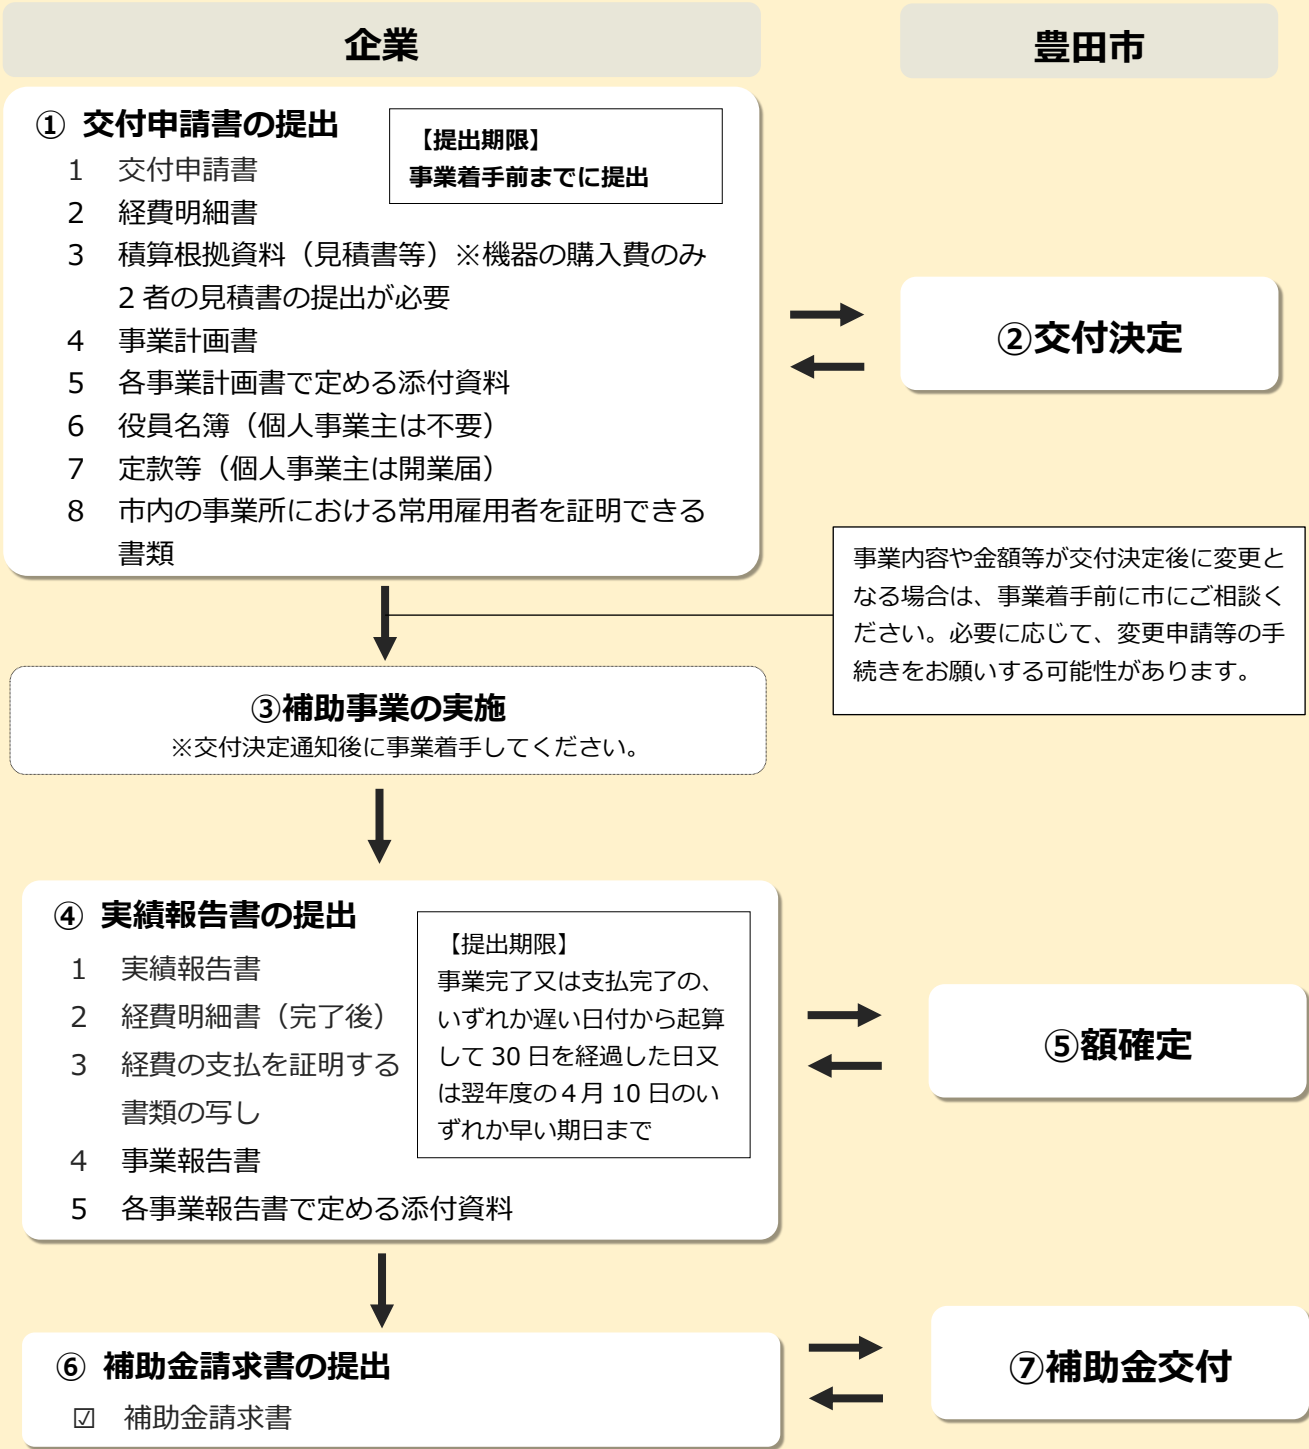 企業
豊田市
① 交付申請書の提出
【提出期限】
事業着手前までに提出
1 交付申請書
2 経費明細書
3 積算根拠資料（見積書等）※機器の購入費のみ
2者の見積書の提出が必要
4 事業計画書
5 各事業計画書で定める添付資料
6 役員名簿（個人事業主は不要）
7 定款等（個人事業主は開業届）
8 市内の事業所における常用雇用者を証明できる
書類
②交付決定
事業内容や金額等が交付決定後に変更と
なる場合は、事業着手前に市にご相談く
ださい。必要に応じて、変更申請等の手
続きをお願いする可能性があります。
③補助事業の実施
※交付決定通知後に事業着手してください。
④ 実績報告書の提出
1 実績報告書
2 経費明細書（完了後）
3 経費の支払を証明する
書類の写し
4 事業報告書
5 各事業報告書で定める添付資料
【提出期限】
事業完了又は支払完了の、
いずれか遅い日付から起算
して 30 日を経過した日又
は翌年度の４月 10 日のい
ずれか早い期日まで
⑤額確定
⑥ 補助金請求書の提出
☑ 補助金請求書
⑦補助金交付